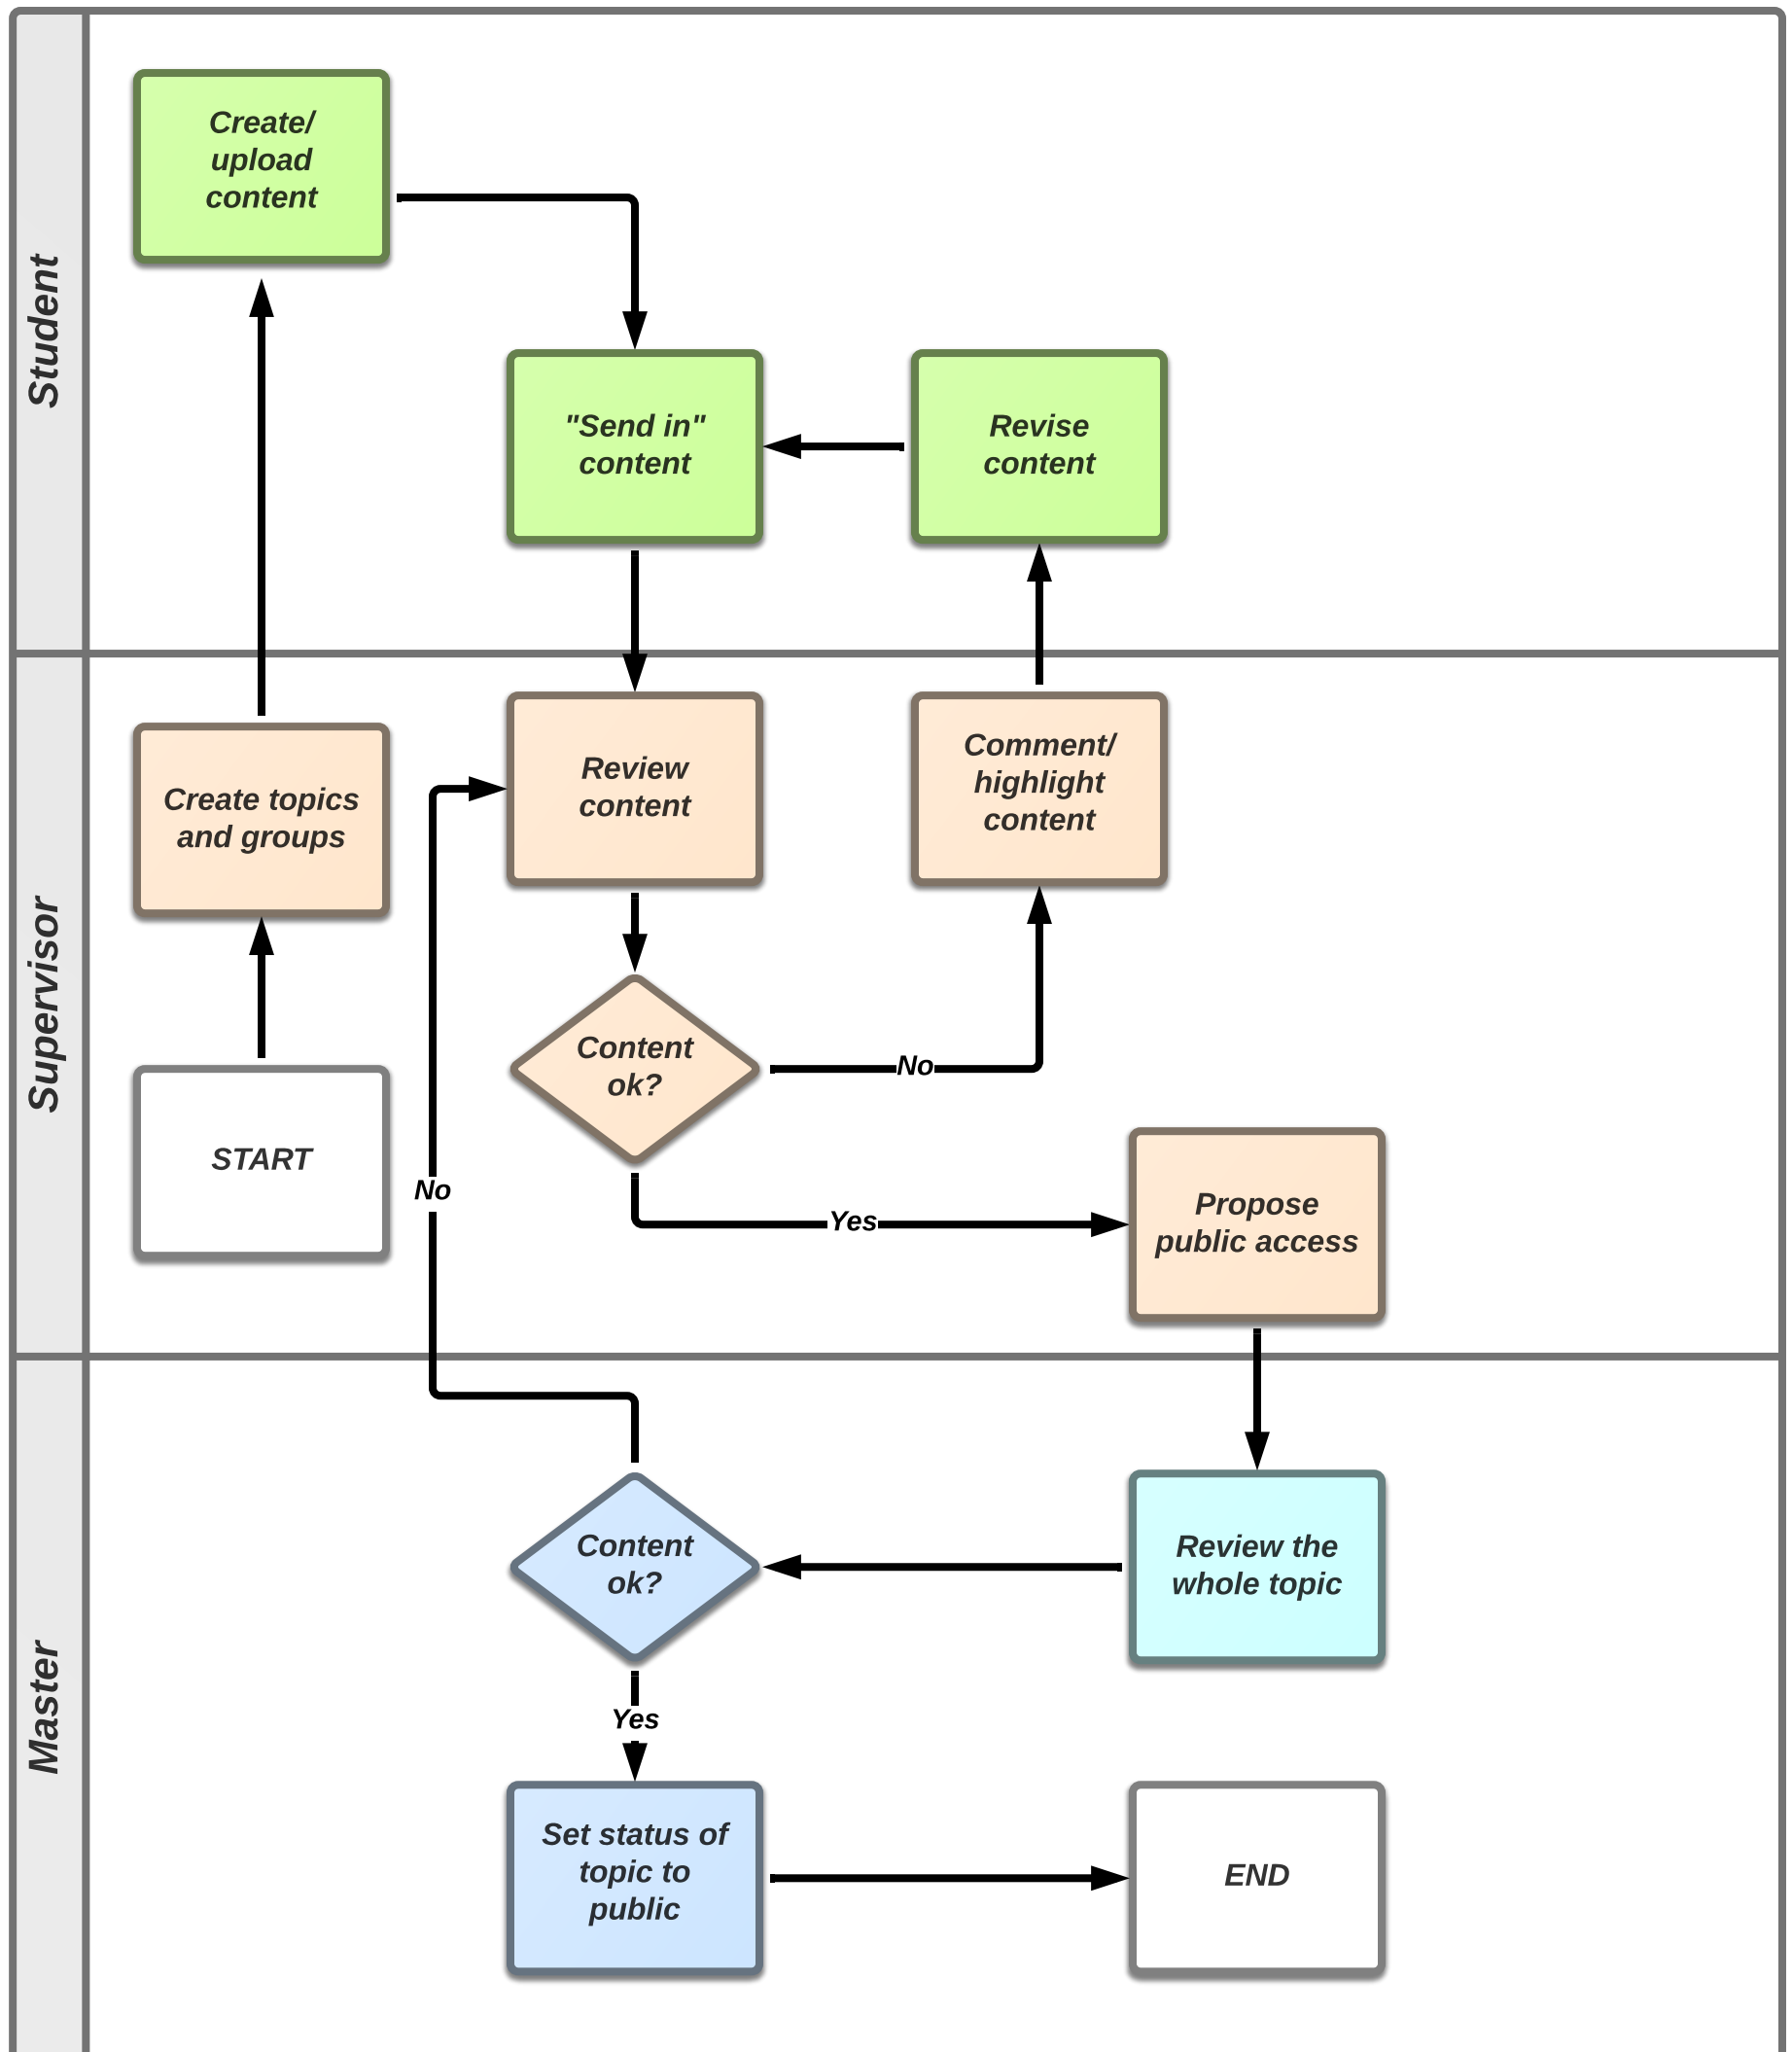 Student
Create/
upload
content
"Send in"
content
Revise
content
Supervisor
Create topics
and groups
Review
content
Comment/
highlight
content
START
Content
ok?
No
No
Yes
Propose
public access
Master
Content
ok?
Review the
whole topic
Yes
Set status of
topic to
public
END